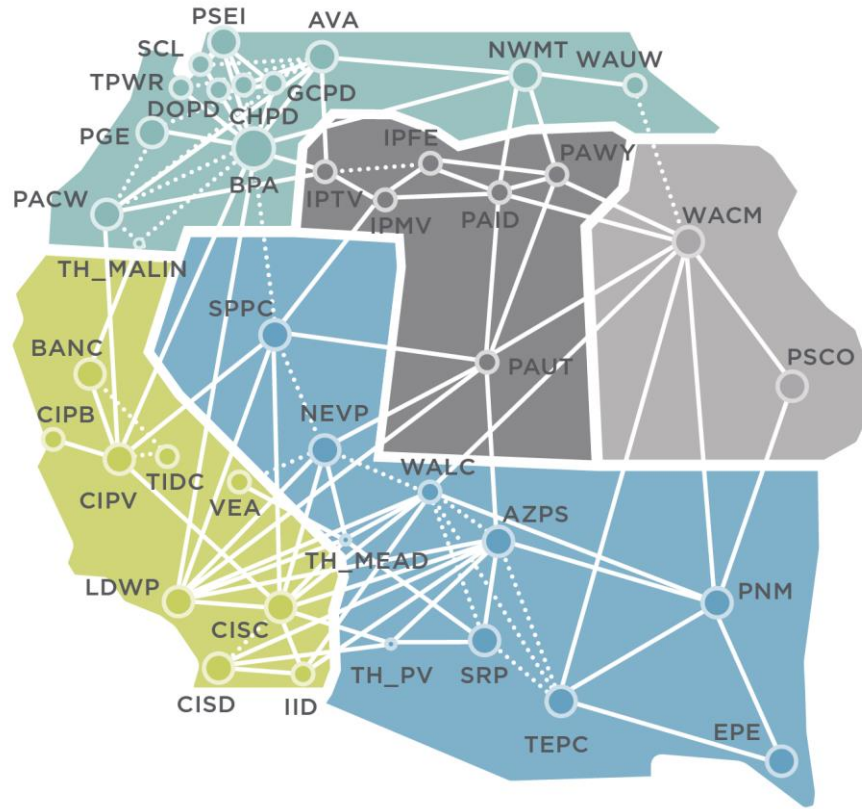 PSEI
AVA
SCL
NWMT
WAUW
TPWR
GCPD
DOPD
CHPD
PGE
IPFE
PAWY
BPA
IPTV
PACW
IPMV
PAID
WACM
TH_MALIN
SPPC
BANC
PAUT
PSCO
CIPB
NEVP
WALC
TIDC
CIPV
VEA
AZPS
TH_MEAD
LDWP
PNM
CISC
TH_PV
SRP
CISD
IID
TEPC
EPE